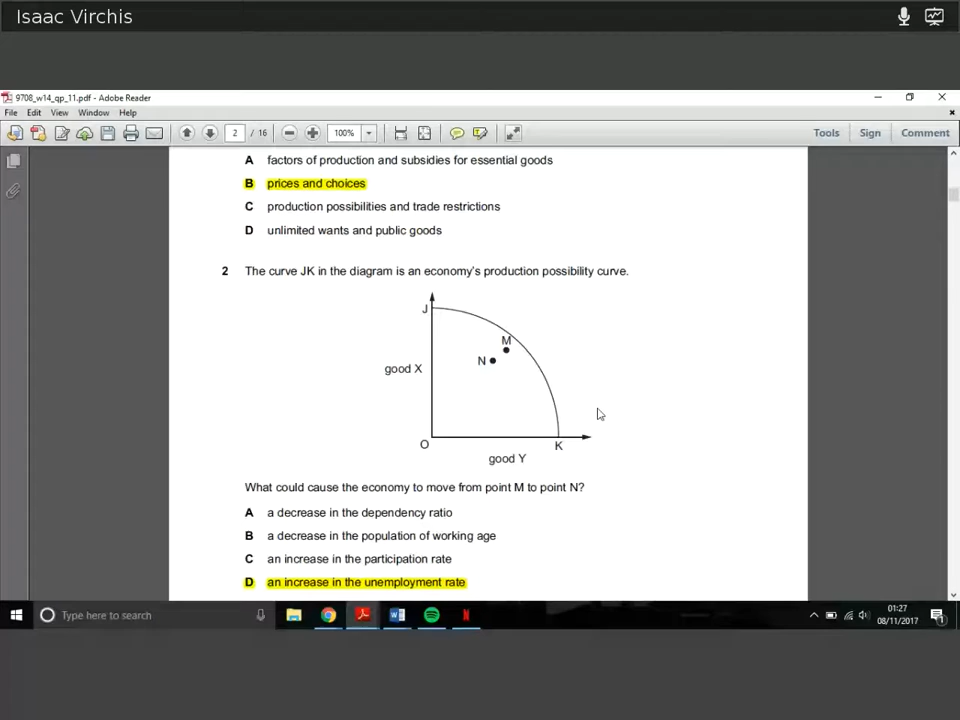 Isaac Virchis
9708_w14_qp_11.pdf - Adobe Reader
File Edit View Window Help
2 / 16 100% Tools Sign Comment
A factors of production and subsidies for essential goods
B prices and choices
C production possibilities and trade restrictions
D unlimited wants and public goods
2 The curve JK in the diagram is an economy's production possibility curve.
J
M
N
good X
O
K
good Y
What could cause the economy to move from point M to point N?
A a decrease in the dependency ratio
B a decrease in the population of working age
C an increase in the participation rate
D an increase in the unemployment rate
Type here to search
01:27
08/11/2017